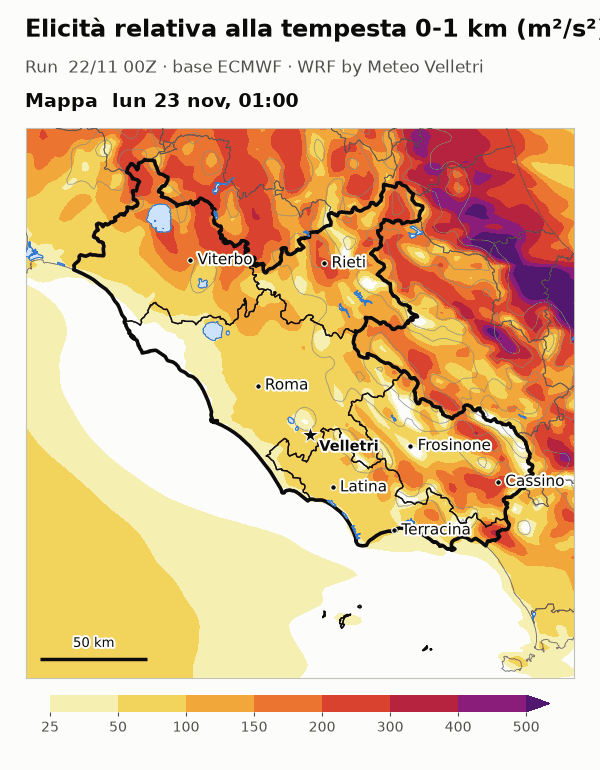 Elicità relativa alla tempesta 0-1 km (m²/s²)
Run  22/11 00Z · base ECMWF · WRF by Meteo Velletri
Mappa  lun 23 nov, 01:00
Viterbo
Rieti
Roma
Velletri
Frosinone
Cassino
Latina
Terracina
50 km
25 50 100 150 200 300 400 500